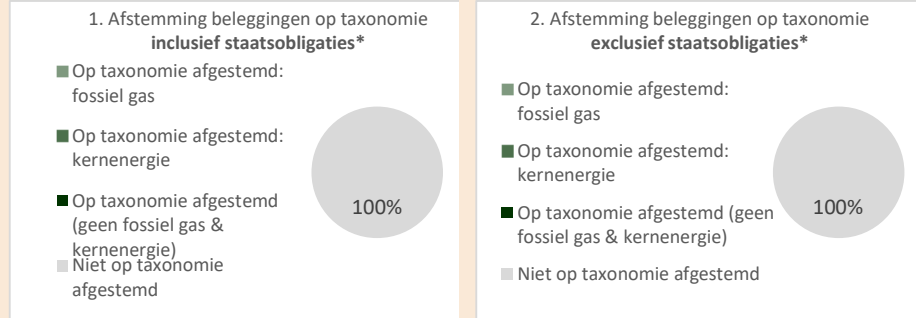 1. Afstemming beleggingen op taxonomie
inclusief staatsobligaties*
Op taxonomie afgestemd:
fossiel gas
Op taxonomie afgestemd:
kernenergie
Op taxonomie afgestemd
(geen fossiel gas &
kernenergie)
Niet op taxonomie
afgestemd
100%
2. Afstemming beleggingen op taxonomie
exclusief staatsobligaties*
Op taxonomie afgestemd:
fossiel gas
Op taxonomie afgestemd:
kernenergie
Op taxonomie afgestemd (geen
fossiel gas & kernenergie)
Niet op taxonomie afgestemd
100%